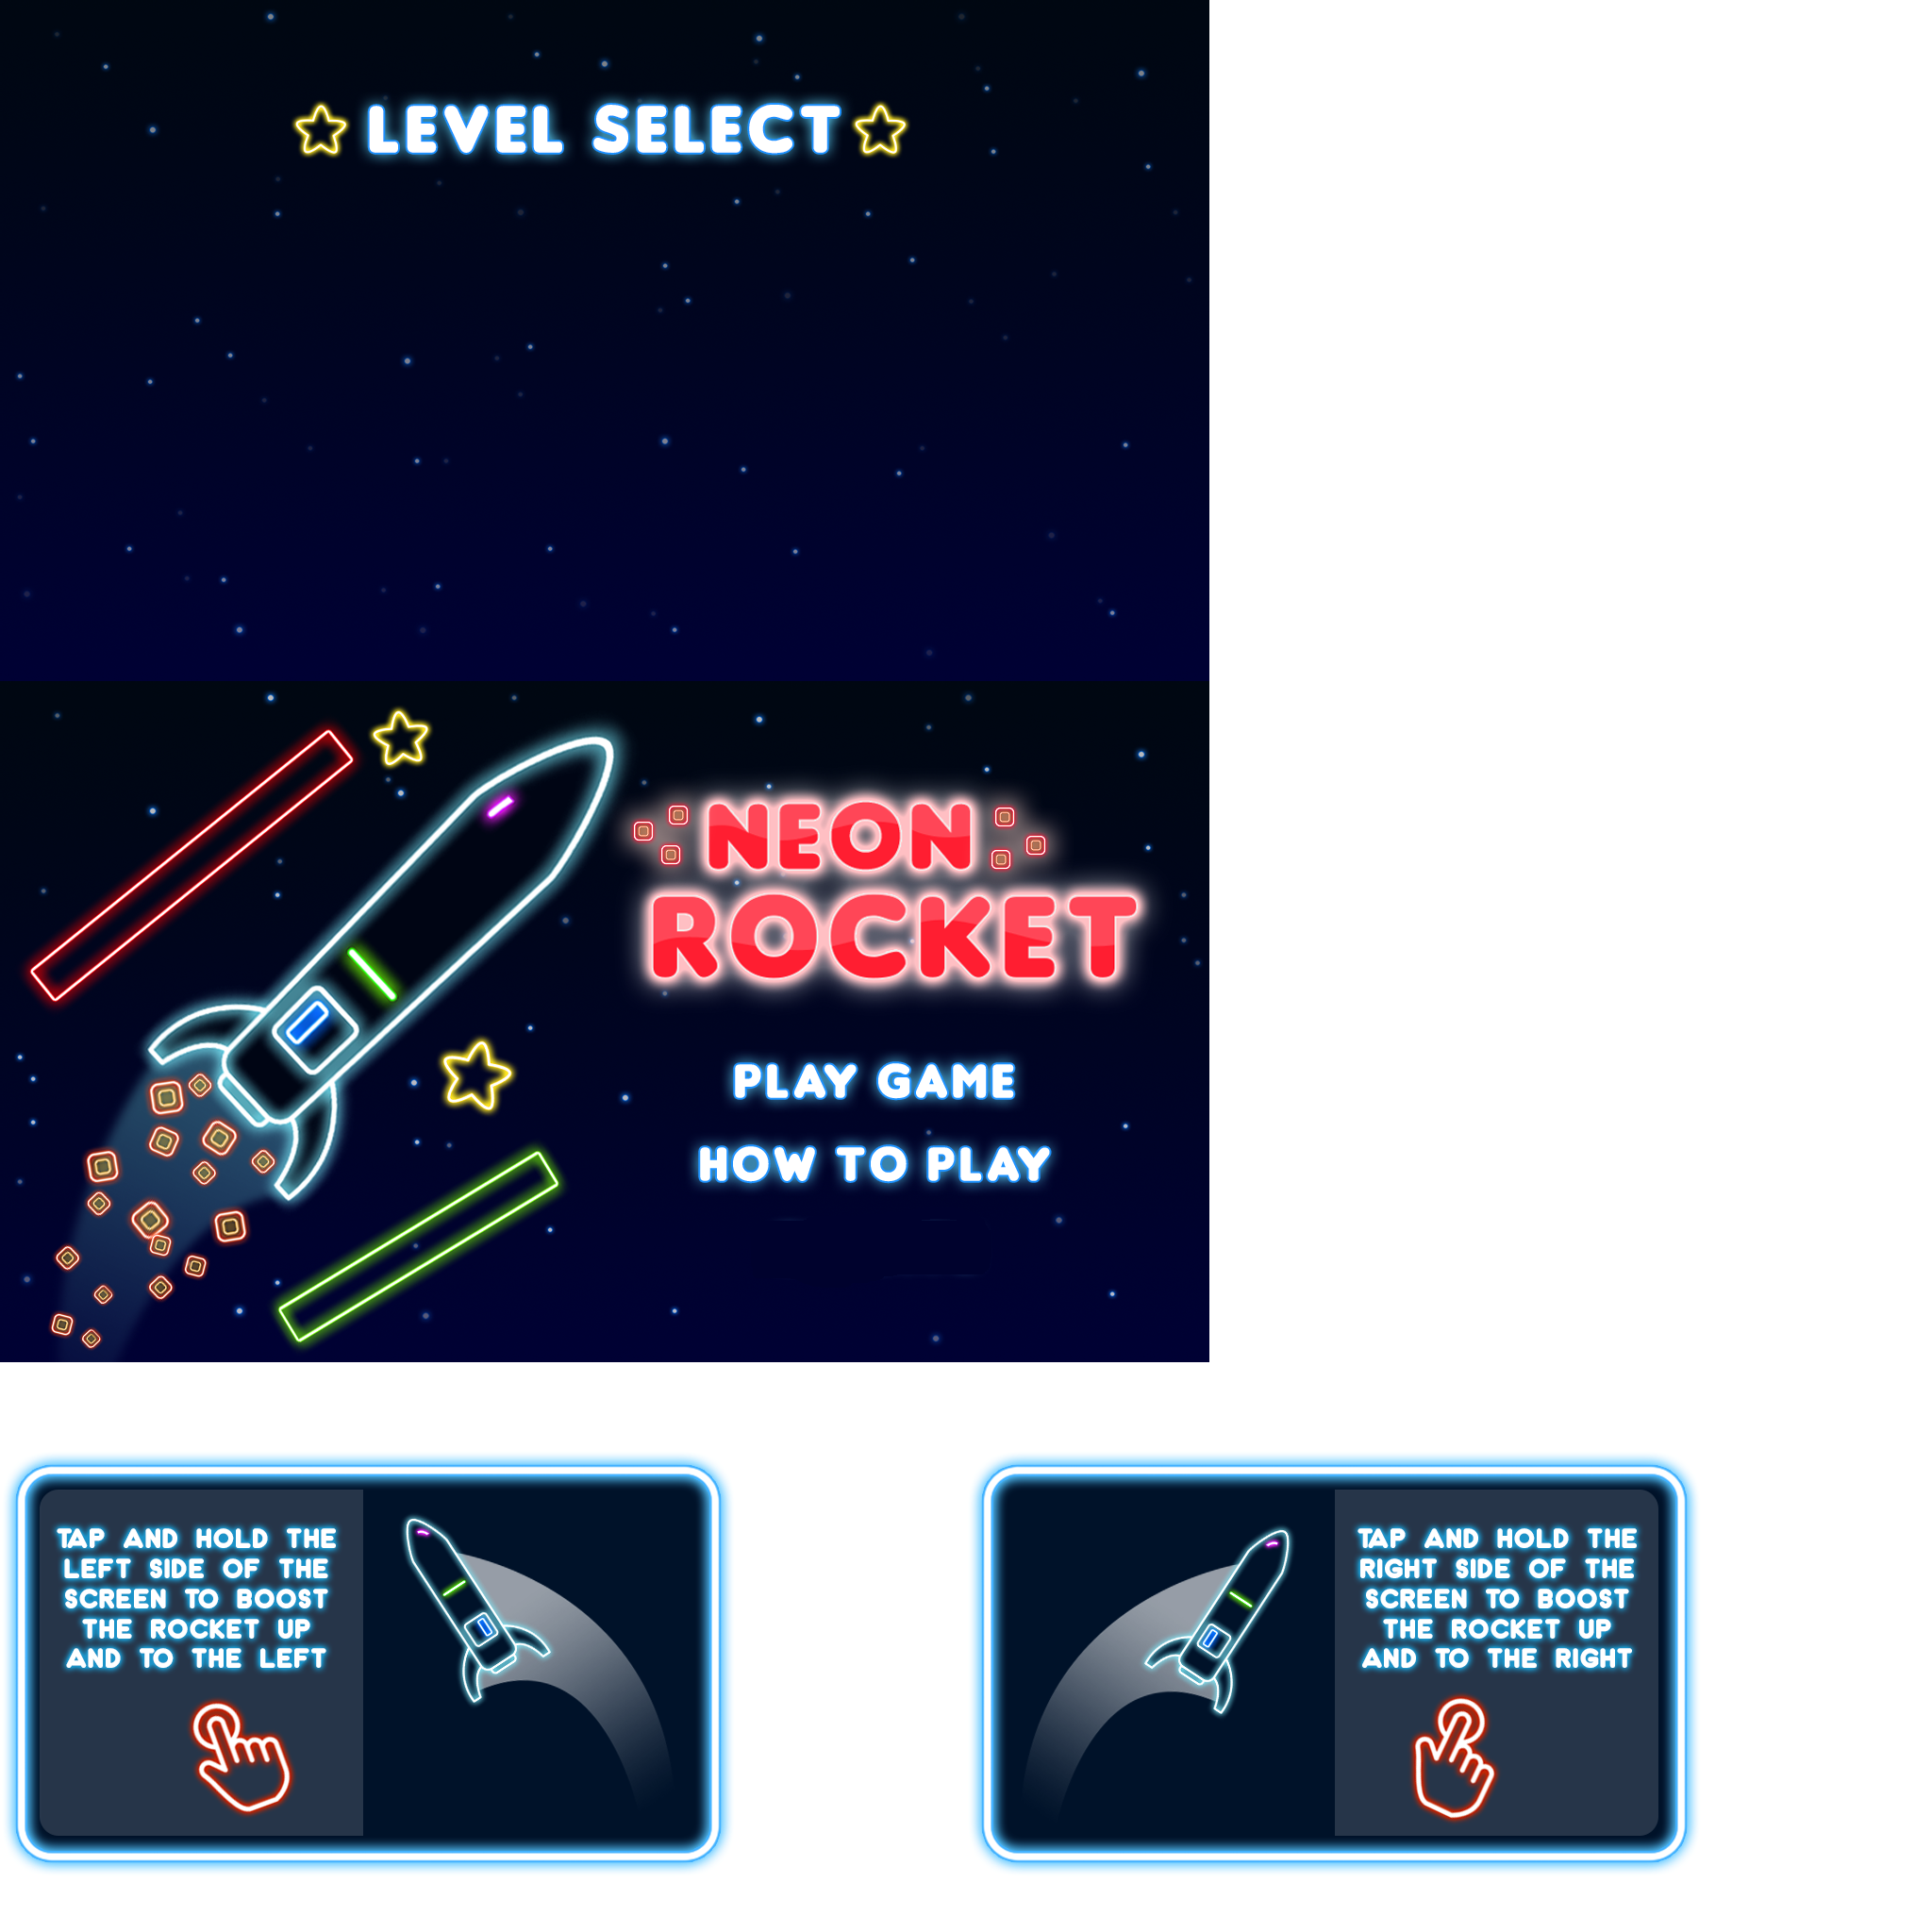 LEVEL SELECT
NEON
ROCKET
PLAY GAME
HOW TO PLAY
TAP AND HOLD THE
LEFT SIDE OF THE
SCREEN TO BOOST
THE ROCKET UP
AND TO THE LEFT
TAP AND HOLD THE
RIGHT SIDE OF THE
SCREEN TO BOOST
THE ROCKET UP
AND TO THE RIGHT